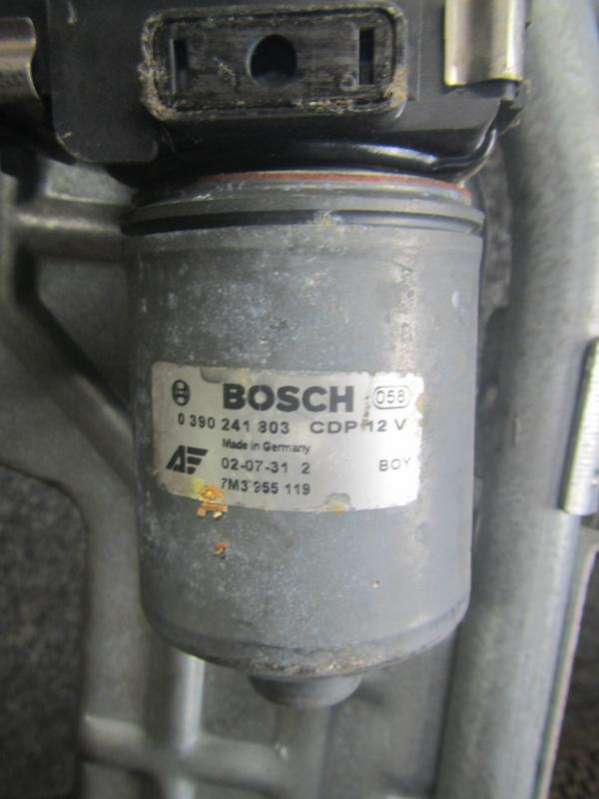 BOSCH 058
0 390 241 803 CDP 12 V
Made in Germany
02-07-31 2 BOY
7M3 955 119